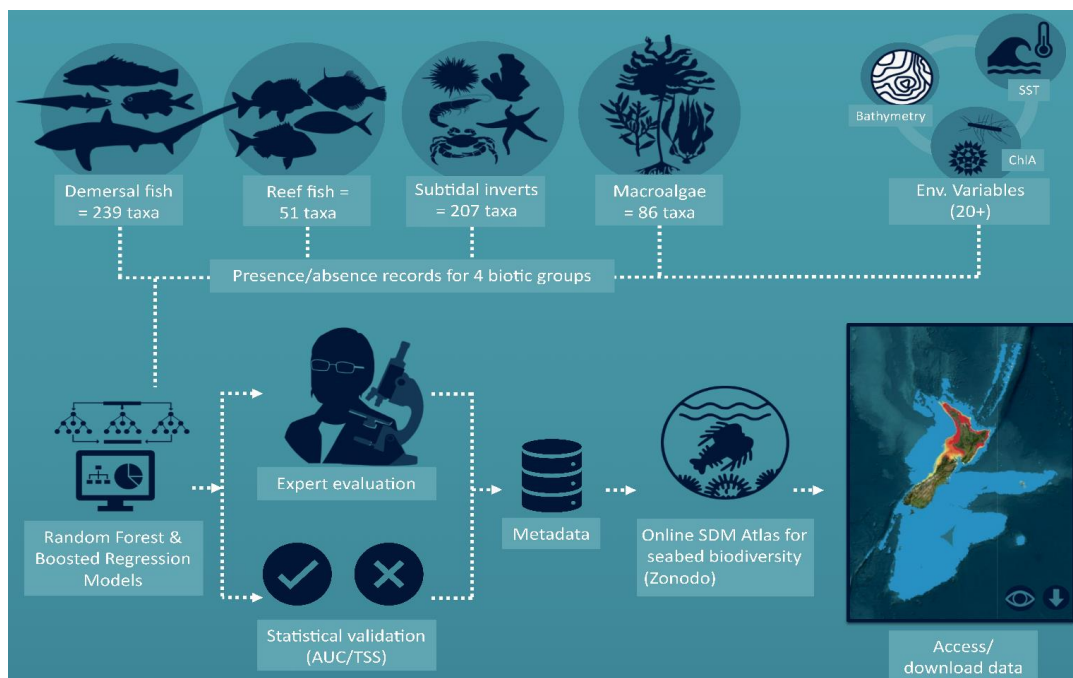 Demersal fish
= 239 taxa
Reef fish =
51 taxa
Subtidal inverts
= 207 taxa
Macroalgae
= 86 taxa
Bathymetry
SST
ChlA
Env. Variables
(20+)
Presence/absence records for 4 biotic groups
Random Forest &
Boosted Regression
Models
Expert evaluation
Statistical validation
(AUC/TSS)
Metadata
Online SDM Atlas for
seabed biodiversity
(Zonodo)
Access/
download data